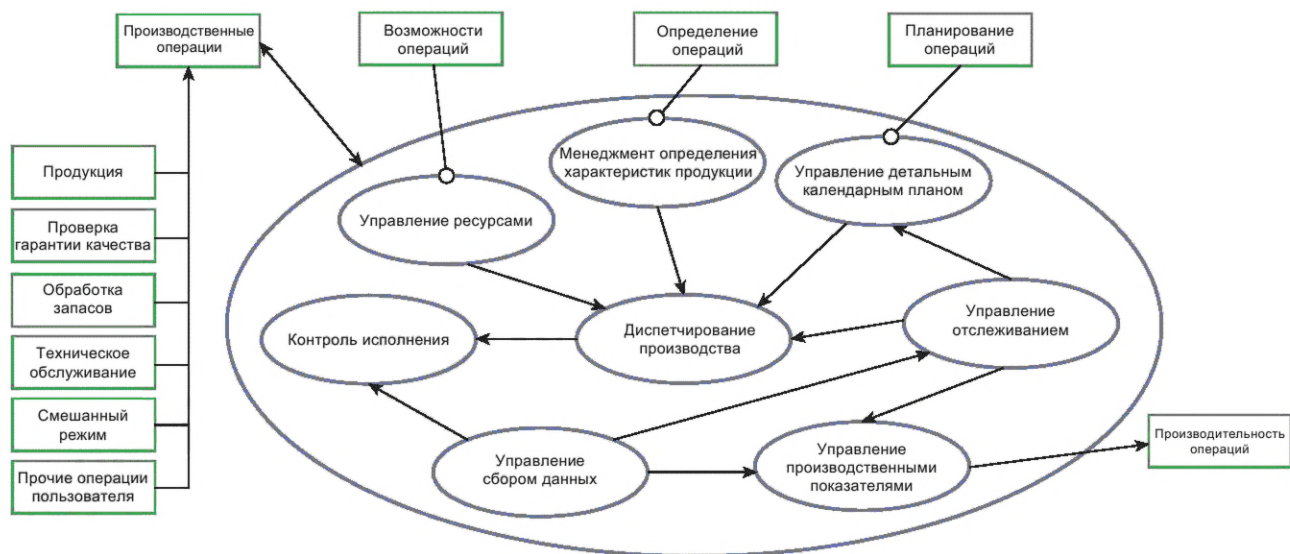 Производственные
операции
Возможности
операций
Определение
операций
Планирование
операций
Продукция
Проверка
гарантии качества
Обработка
запасов
Техническое
обслуживание
Смешанный
режим
Прочие операции
пользователя
Менеджмент определения
характеристик продукции
Управление детальным
календарным планом
Управление ресурсами
Контроль исполнения
Диспетчирование
производства
Управление
отслеживанием
Управление
сбором данных
Управление
производственными
показателями
Производительность
операций